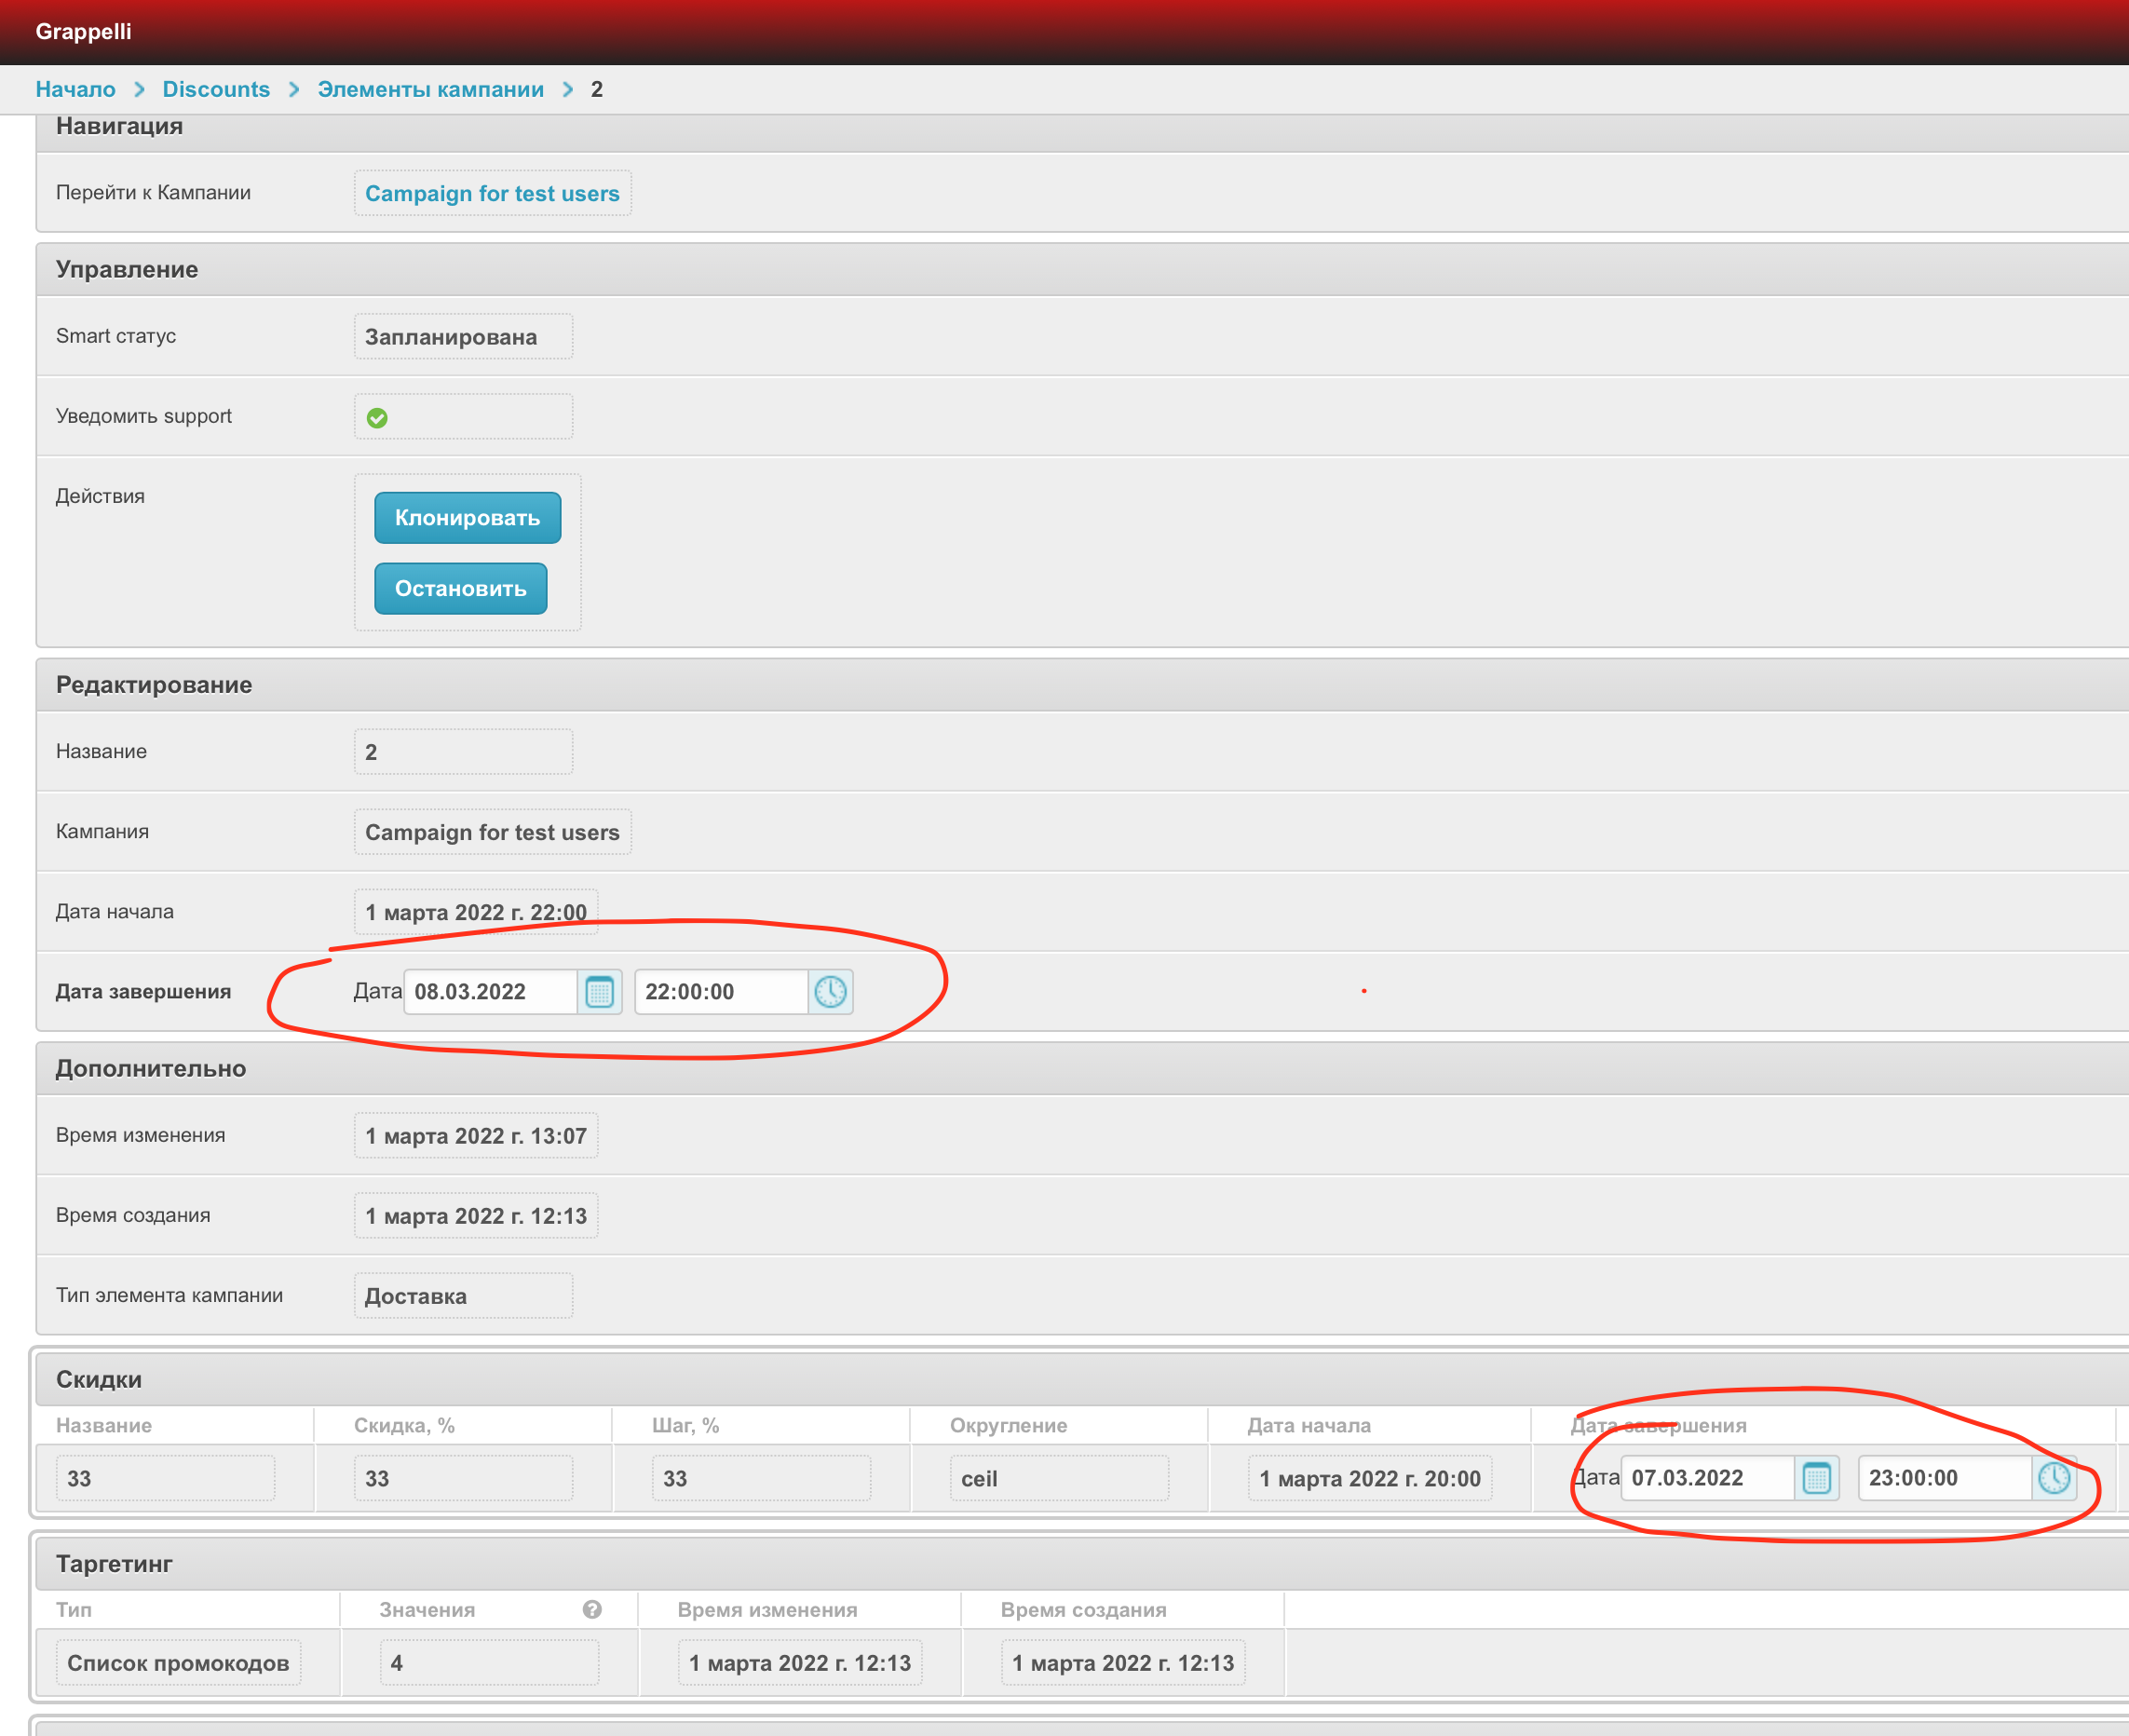 Grappelli
Начало > Discounts > Элементы кампании > 2
Навигация
Перейти к Кампании Campaign for test users
Управление
Smart статус Запланирована
Уведомить support
Действия Клонировать
Остановить
Редактирование
Название 2
Кампания Campaign for test users
Дата начала 1 марта 2022 г. 22:00
Дата завершения Дата 08.03.2022 22:00:00
Дополнительно
Время изменения 1 марта 2022 г. 13:07
Время создания 1 марта 2022 г. 12:13
Тип элемента кампании Доставка
Скидки
Название Скидка, % Шаг, % Округление Дата начала Дата завершения
33 33 33 ceil 1 марта 2022 г. 20:00 Дата 07.03.2022 23:00:00
Таргетинг
Тип Значения ? Время изменения Время создания
Список промокодов 4 1 марта 2022 г. 12:13 1 марта 2022 г. 12:13